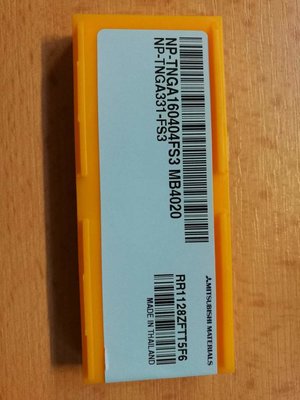 NP-TNGA160404FS3 MB4020
NP-TNGA331-FS3
MITSUBISHI MATERIALS
RR1128ZFTT5F6
MADE IN THAILAND